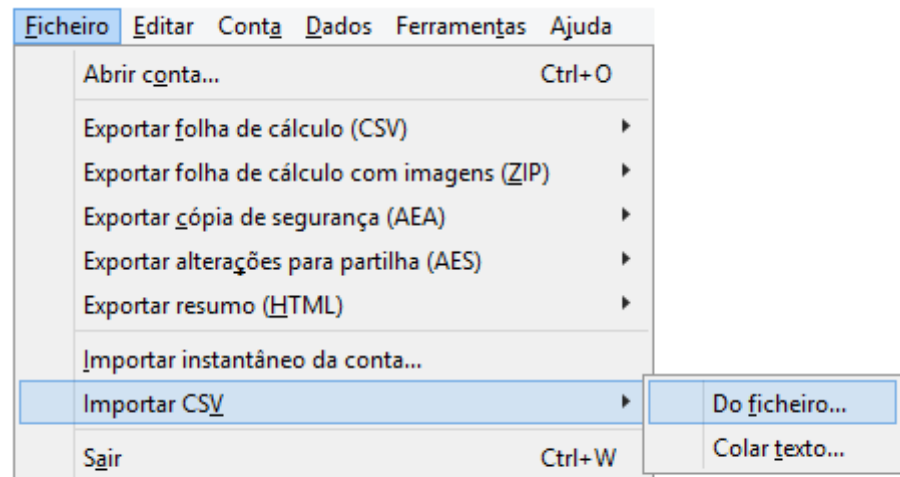 Ficheiro Editar Conta Dados Ferramentas Ajuda
Abrir conta... Ctrl+O
Exportar folha de cálculo (CSV)
Exportar folha de cálculo com imagens (ZIP)
Exportar cópia de segurança (AEA)
Exportar alterações para partilha (AES)
Exportar resumo (HTML)
Importar instantâneo da conta...
Importar CSV
Do ficheiro...
Colar texto...
Sair Ctrl+W